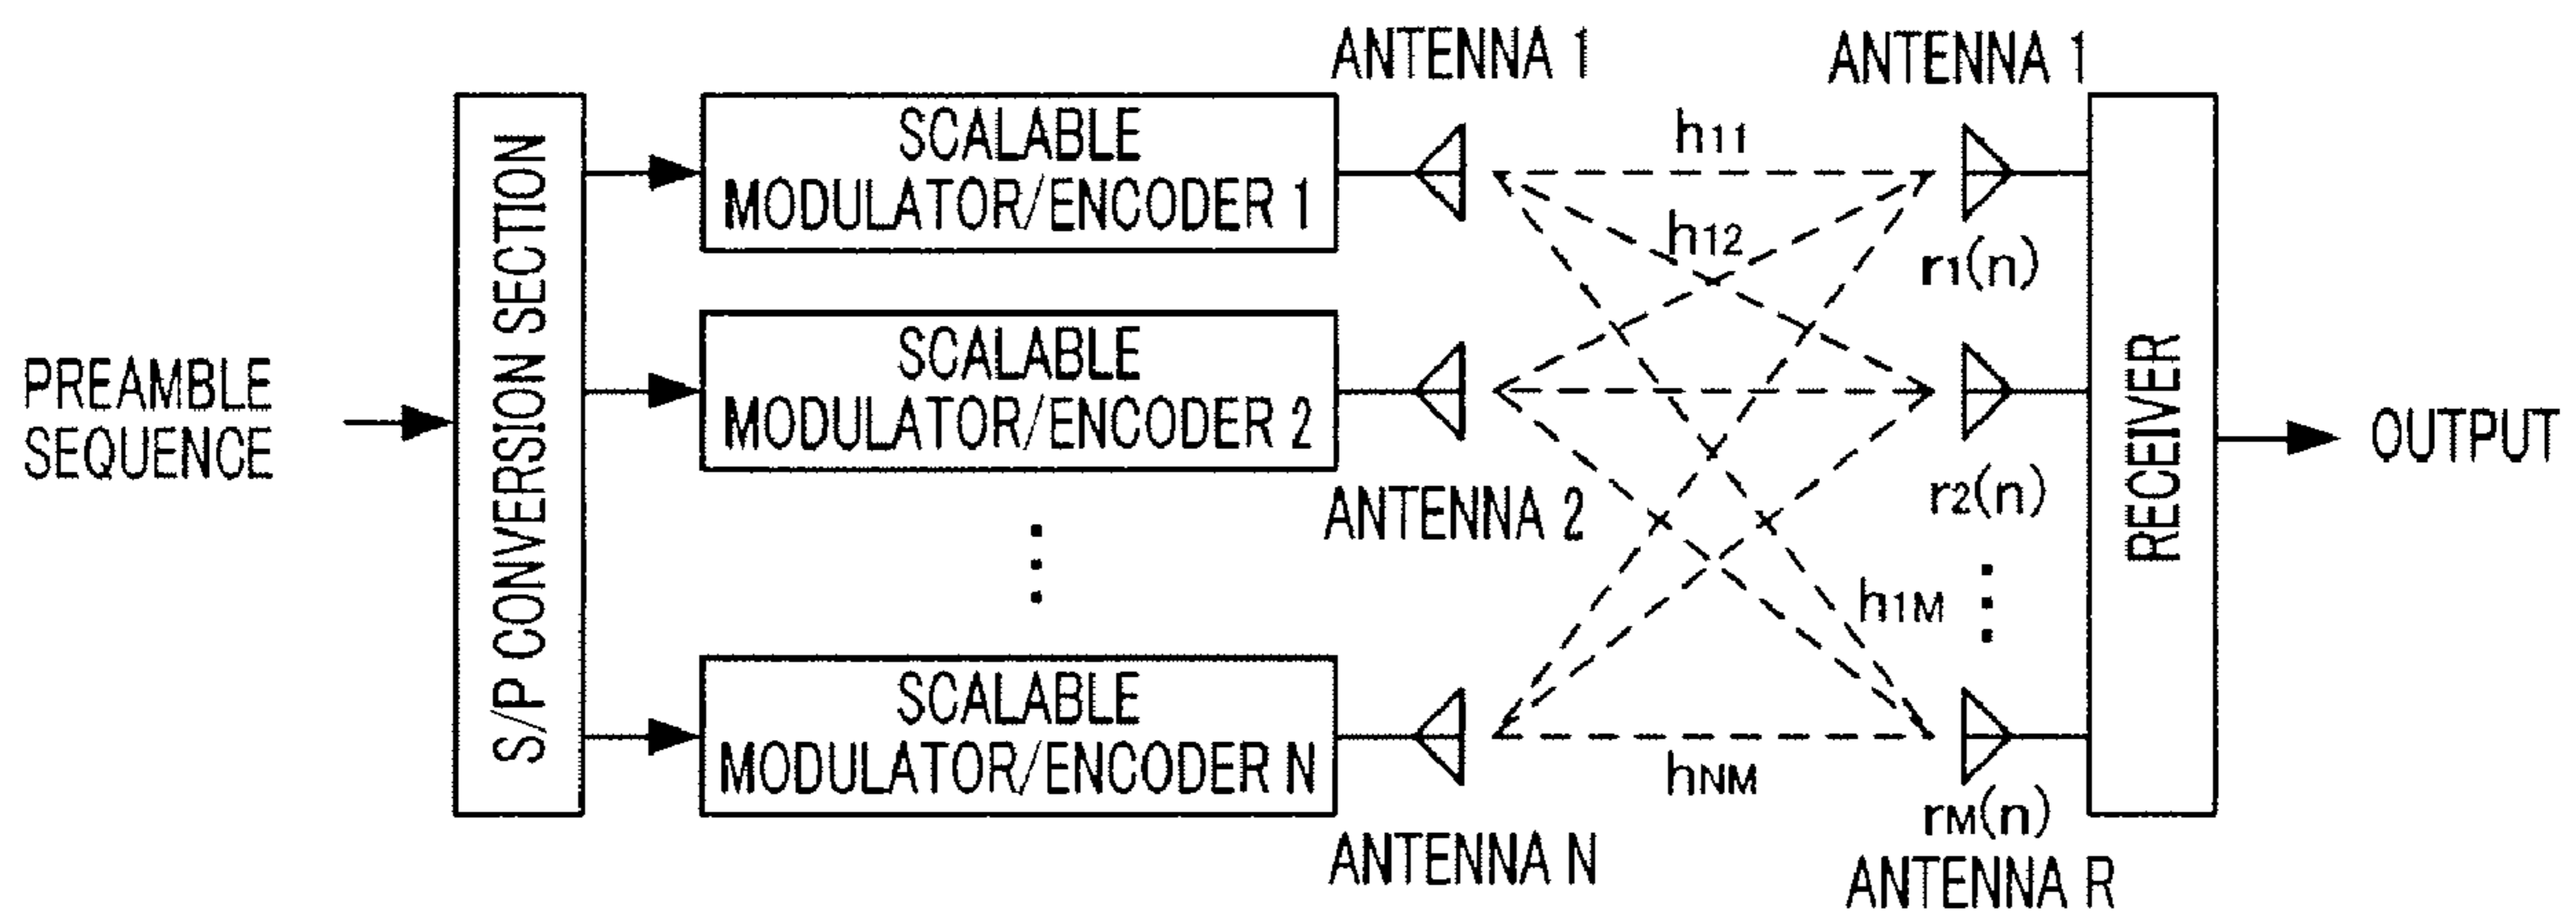 PREAMBLE
SEQUENCE
S/P CONVERSION SECTION
SCALABLE
MODULATOR/ENCODER 1
SCALABLE
MODULATOR/ENCODER 2
SCALABLE
MODULATOR/ENCODER N
ANTENNA 1
ANTENNA 2
ANTENNA N
h11
h12
h1M
hNM
ANTENNA 1
r1(n)
r2(n)
rM(n)
ANTENNA R
RECEIVER
OUTPUT